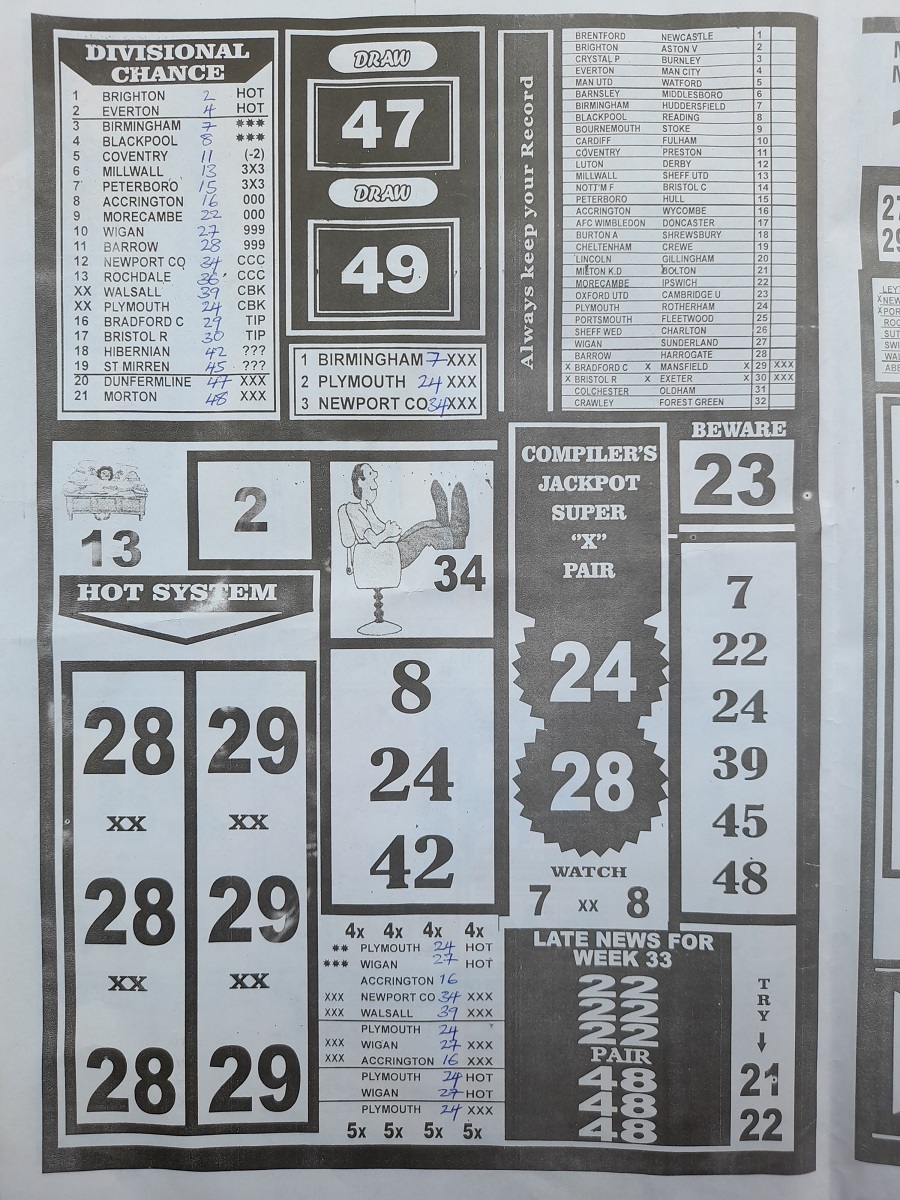 DIVISIONAL
CHANCE
1 BRIGHTON 2 HOT
2 EVERTON 4 HOT
3 BIRMINGHAM 7 ***
4 BLACKPOOL 8 ***
5 COVENTRY 11 (-2)
6 MILLWALL 13 3X3
7 PETERBORO 15 3X3
8 ACCRINGTON 16 000
9 MORECAMBE 22 000
10 WIGAN 27 999
11 BARROW 28 999
12 NEWPORT CO 34 CCC
13 ROCHDALE 36 CCC
XX WALSALL 39 CBK
XX PLYMOUTH 24 CBK
16 BRADFORD C 29 TIP
17 BRISTOL R 30 TIP
18 HIBERNIAN 42 ???
19 ST MIRREN 45 ???
20 DUNFERMLINE 47 XXX
21 MORTON 48 XXX
DRAW
47
DRAW
49
1 BIRMINGHAM 7 XXX
2 PLYMOUTH 24 XXX
3 NEWPORT CO 34 XXX
Always keep your Record
BRENTFORD NEWCASTLE 1
BRIGHTON ASTON V 2
CRYSTAL P BURNLEY 3
EVERTON MAN CITY 4
MAN UTD WATFORD 5
BARNSLEY MIDDLESBORO 6
BIRMINGHAM HUDDERSFIELD 7
BLACKPOOL READING 8
BOURNEMOUTH STOKE 9
CARDIFF FULHAM 10
COVENTRY PRESTON 11
LUTON DERBY 12
MILLWALL SHEFF UTD 13
NOTT'M F BRISTOL C 14
PETERBORO HULL 15
ACCRINGTON WYCOMBE 16
AFC WIMBLEDON DONCASTER 17
BURTON A SHREWSBURY 18
CHELTENHAM CREWE 19
LINCOLN GILLINGHAM 20
MILTON K.D BOLTON 21
MORECAMBE IPSWICH 22
OXFORD UTD CAMBRIDGE U 23
PLYMOUTH ROTHERHAM 24
PORTSMOUTH FLEETWOOD 25
SHEFF WED CHARLTON 26
WIGAN SUNDERLAND 27
BARROW HARROGATE 28
X BRADFORD C X MANSFIELD X 29 XXX
X BRISTOL R X EXETER X 30 XXX
COLCHESTER OLDHAM 31
CRAWLEY FOREST GREEN 32
13
2
34
HOT SYSTEM
28 29
XX XX
28 29
XX XX
28 29
8
24
42
4x 4x 4x 4x
** PLYMOUTH 24 HOT
*** WIGAN 27 HOT
ACCRINGTON 16
XXX NEWPORT CO 34 XXX
XXX WALSALL 39 XXX
PLYMOUTH 24
XXX WIGAN 27 XXX
XXX ACCRINGTON 16 XXX
PLYMOUTH 24 HOT
WIGAN 27 HOT
PLYMOUTH 24 XXX
5x 5x 5x 5x
COMPILER'S
JACKPOT
SUPER
"X"
PAIR
24
28
WATCH
7 XX 8
BEWARE
23
7
22
24
39
45
48
LATE NEWS FOR
WEEK 33
22
22
22
PAIR
48
48
48
T
R
Y
21
22